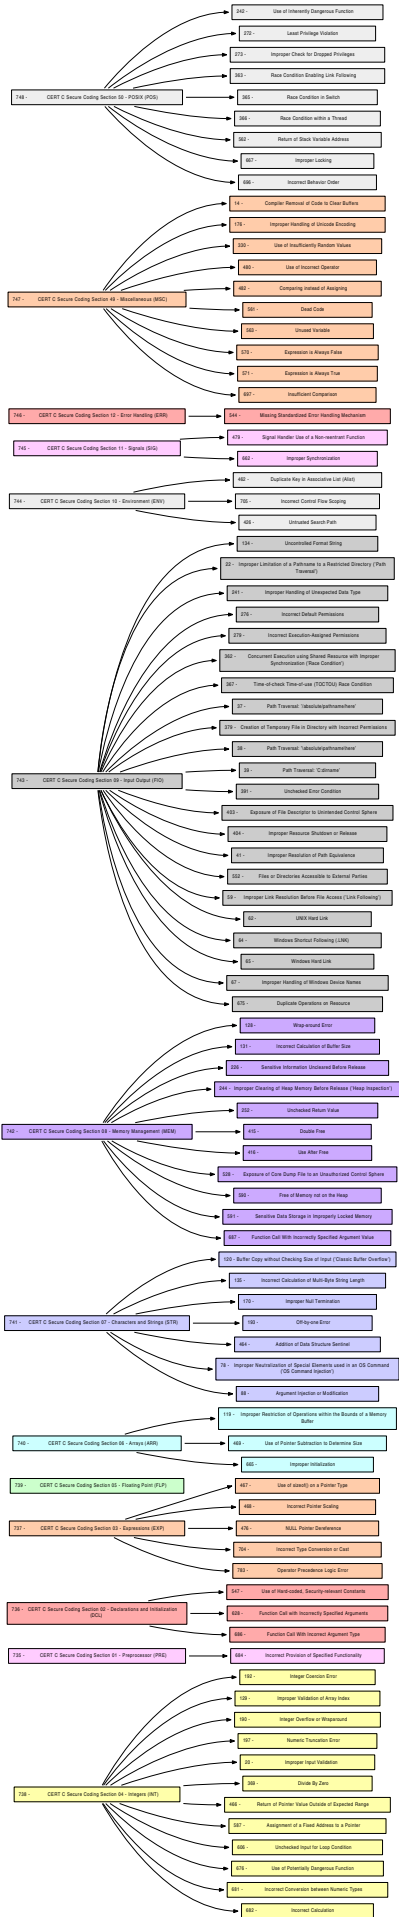 242 - Use of Inherently Dangerous Function
272 - Least Privilege Violation
273 - Improper Check for Dropped Privileges
363 - Race Condition Enabling Link Following
748 - CERT C Secure Coding Section 50 - POSIX (POS)
365 - Race Condition in Switch
366 - Race Condition within a Thread
562 - Return of Stack Variable Address
667 - Improper Locking
696 - Incorrect Behavior Order
14 - Compiler Removal of Code to Clear Buffers
176 - Improper Handling of Unicode Encoding
330 - Use of Insufficiently Random Values
480 - Use of Incorrect Operator
482 - Comparing instead of Assigning
747 - CERT C Secure Coding Section 49 - Miscellaneous (MSC)
561 - Dead Code
563 - Unused Variable
570 - Expression is Always False
571 - Expression is Always True
697 - Insufficient Comparison
746 - CERT C Secure Coding Section 12 - Error Handling (ERR)
544 - Missing Standardized Error Handling Mechanism
479 - Signal Handler Use of a Non-reentrant Function
745 - CERT C Secure Coding Section 11 - Signals (SIG)
662 - Improper Synchronization
462 - Duplicate Key in Associative List (Alist)
744 - CERT C Secure Coding Section 10 - Environment (ENV)
705 - Incorrect Control Flow Scoping
426 - Untrusted Search Path
134 - Uncontrolled Format String
22 - Improper Limitation of a Pathname to a Restricted Directory ('Path
Traversal')
241 - Improper Handling of Unexpected Data Type
276 - Incorrect Default Permissions
279 - Incorrect Execution-Assigned Permissions
362 - Concurrent Execution using Shared Resource with Improper
Synchronization ('Race Condition')
367 - Time-of-check Time-of-use (TOCTOU) Race Condition
37 - Path Traversal: '/absolute/pathname/here'
379 - Creation of Temporary File in Directory with Incorrect Permissions
38 - Path Traversal: '\absolute\pathname\here'
39 - Path Traversal: 'C:dirname'
743 - CERT C Secure Coding Section 09 - Input Output (FIO)
391 - Unchecked Error Condition
403 - Exposure of File Descriptor to Unintended Control Sphere
404 - Improper Resource Shutdown or Release
41 - Improper Resolution of Path Equivalence
552 - Files or Directories Accessible to External Parties
59 - Improper Link Resolution Before File Access ('Link Following')
62 - UNIX Hard Link
64 - Windows Shortcut Following (.LNK)
65 - Windows Hard Link
67 - Improper Handling of Windows Device Names
675 - Duplicate Operations on Resource
128 - Wrap-around Error
131 - Incorrect Calculation of Buffer Size
226 - Sensitive Information Uncleared Before Release
244 - Improper Clearing of Heap Memory Before Release ('Heap Inspection')
252 - Unchecked Return Value
742 - CERT C Secure Coding Section 08 - Memory Management (MEM)
415 - Double Free
416 - Use After Free
528 - Exposure of Core Dump File to an Unauthorized Control Sphere
590 - Free of Memory not on the Heap
591 - Sensitive Data Storage in Improperly Locked Memory
687 - Function Call With Incorrectly Specified Argument Value
120 - Buffer Copy without Checking Size of Input ('Classic Buffer Overflow')
135 - Incorrect Calculation of Multi-Byte String Length
170 - Improper Null Termination
741 - CERT C Secure Coding Section 07 - Characters and Strings (STR)
193 - Off-by-one Error
464 - Addition of Data Structure Sentinel
78 - Improper Neutralization of Special Elements used in an OS Command
('OS Command Injection')
88 - Argument Injection or Modification
119 - Improper Restriction of Operations within the Bounds of a Memory
Buffer
740 - CERT C Secure Coding Section 06 - Arrays (ARR)
469 - Use of Pointer Subtraction to Determine Size
665 - Improper Initialization
739 - CERT C Secure Coding Section 05 - Floating Point (FLP)
467 - Use of sizeof() on a Pointer Type
468 - Incorrect Pointer Scaling
737 - CERT C Secure Coding Section 03 - Expressions (EXP)
476 - NULL Pointer Dereference
704 - Incorrect Type Conversion or Cast
783 - Operator Precedence Logic Error
547 - Use of Hard-coded, Security-relevant Constants
736 - CERT C Secure Coding Section 02 - Declarations and Initialization
(DCL)
628 - Function Call with Incorrectly Specified Arguments
686 - Function Call With Incorrect Argument Type
735 - CERT C Secure Coding Section 01 - Preprocessor (PRE)
684 - Incorrect Provision of Specified Functionality
192 - Integer Coercion Error
129 - Improper Validation of Array Index
190 - Integer Overflow or Wraparound
197 - Numeric Truncation Error
20 - Improper Input Validation
369 - Divide By Zero
738 - CERT C Secure Coding Section 04 - Integers (INT)
466 - Return of Pointer Value Outside of Expected Range
587 - Assignment of a Fixed Address to a Pointer
606 - Unchecked Input for Loop Condition
676 - Use of Potentially Dangerous Function
681 - Incorrect Conversion between Numeric Types
682 - Incorrect Calculation